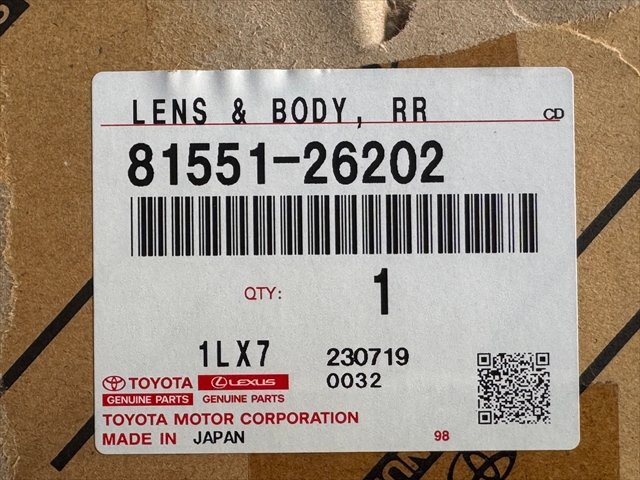 LENS & BODY, RR
CD
81551-26202
QTY: 1
1LX7 230719
TOYOTA LEXUS 0032
GENUINE PARTS GENUINE PARTS
TOYOTA MOTOR CORPORATION
MADE IN JAPAN 98